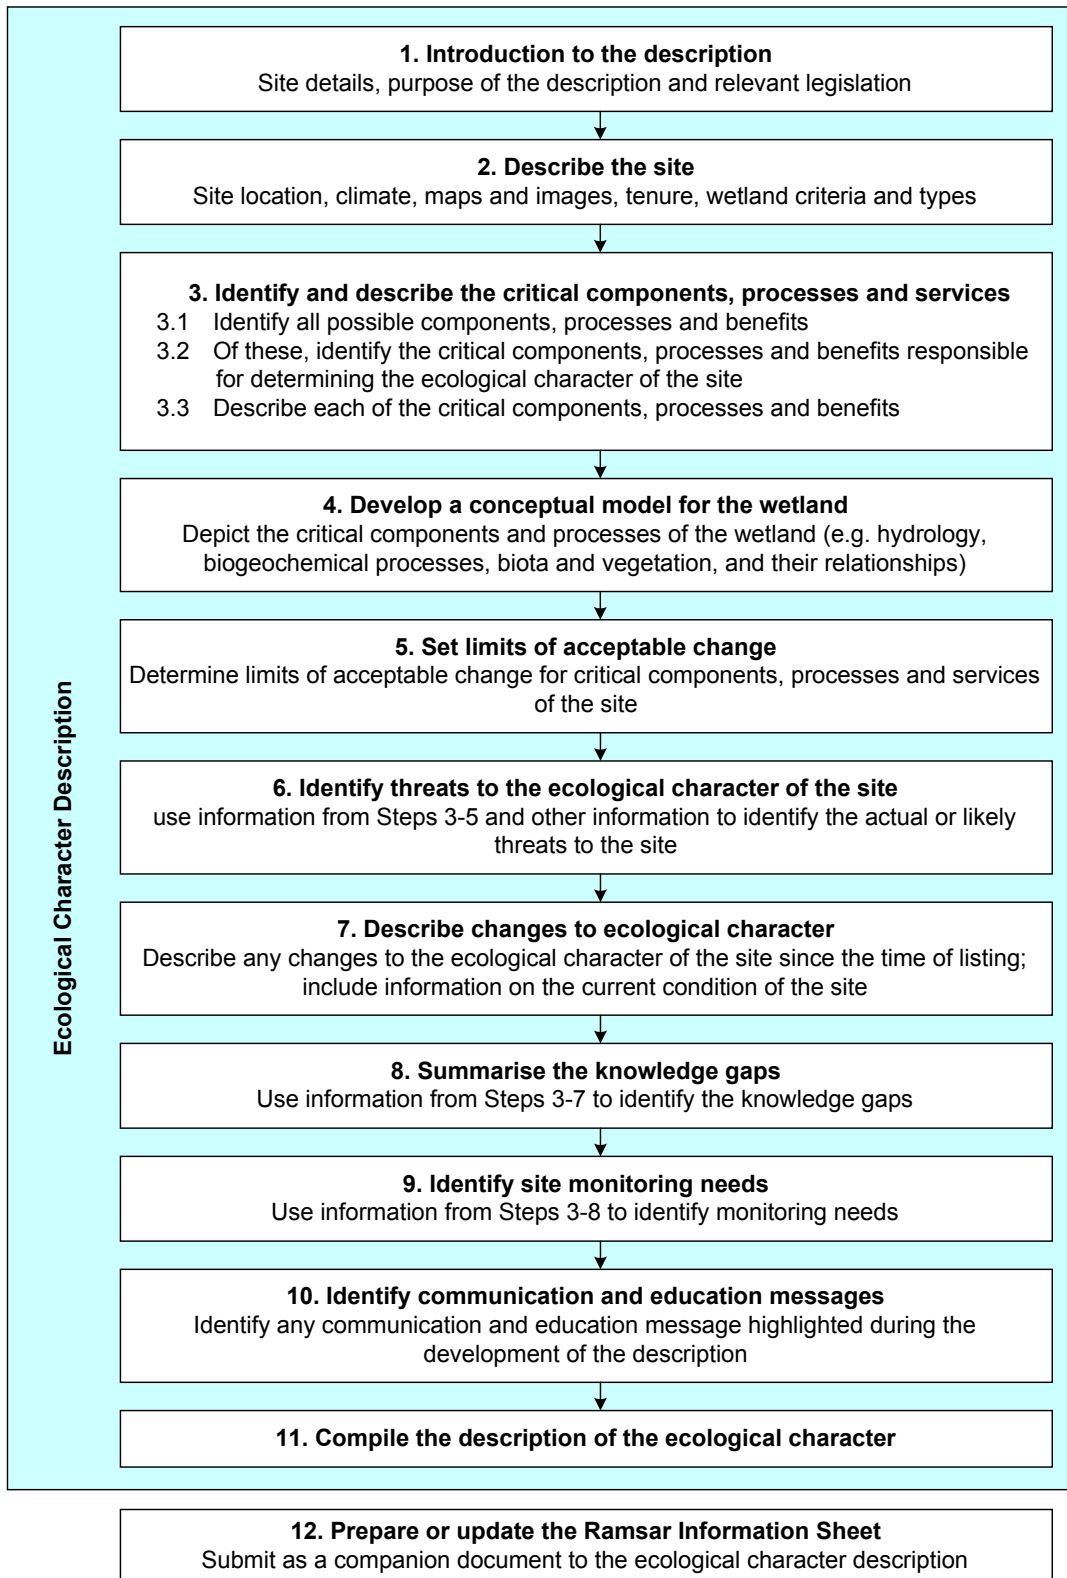 1. Introduction to the description
Site details, purpose of the description and relevant legislation
2. Describe the site
Site location, climate, maps and images, tenure, wetland criteria and types
3. Identify and describe the critical components, processes and services
3.1 Identify all possible components, processes and benefits
3.2 Of these, identify the critical components, processes and benefits responsible
for determining the ecological character of the site
3.3 Describe each of the critical components, processes and benefits
4. Develop a conceptual model for the wetland
Depict the critical components and processes of the wetland (e.g. hydrology,
biogeochemical processes, biota and vegetation, and their relationships)
5. Set limits of acceptable change
Determine limits of acceptable change for critical components, processes and services
of the site
6. Identify threats to the ecological character of the site
use information from Steps 3-5 and other information to identify the actual or likely
threats to the site
7. Describe changes to ecological character
Describe any changes to the ecological character of the site since the time of listing;
include information on the current condition of the site
8. Summarise the knowledge gaps
Use information from Steps 3-7 to identify the knowledge gaps
9. Identify site monitoring needs
Use information from Steps 3-8 to identify monitoring needs
10. Identify communication and education messages
Identify any communication and education message highlighted during the
development of the description
11. Compile the description of the ecological character
Ecological Character Description
12. Prepare or update the Ramsar Information Sheet
Submit as a companion document to the ecological character description